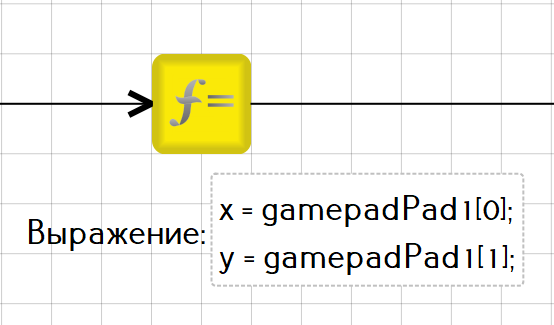 f=
Выражение:
x = gamepadPad1[0];
y = gamepadPad1[1];